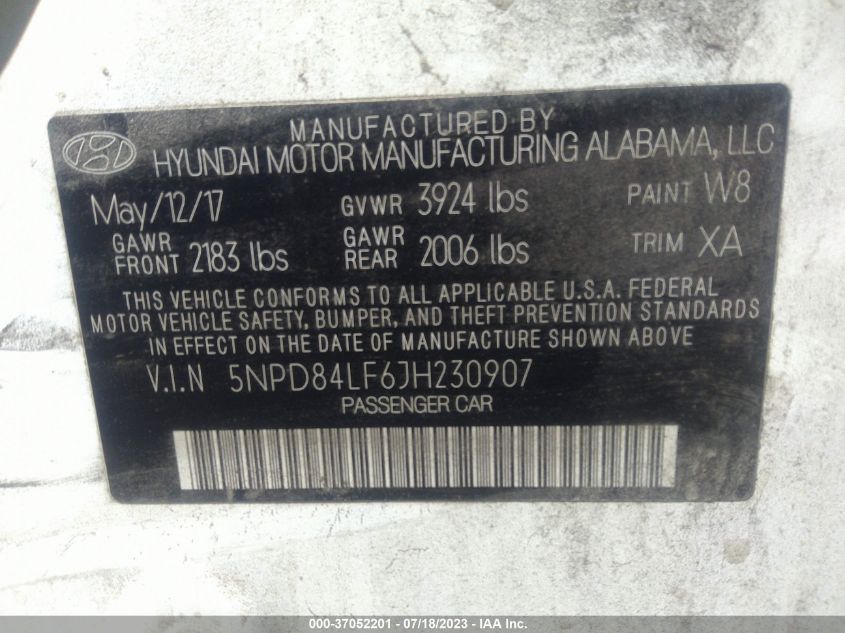 MANUFACTURED BY
HYUNDAI MOTOR MANUFACTURING ALABAMA, LLC
May/12/17 GVWR 3924 lbs PAINT W8
GAWR FRONT 2183 lbs GAWR REAR 2006 lbs TRIM XA
THIS VEHICLE CONFORMS TO ALL APPLICABLE U.S.A. FEDERAL
MOTOR VEHICLE SAFETY, BUMPER, AND THEFT PREVENTION STANDARDS
IN EFFECT ON THE DATE OF MANUFACTURE SHOWN ABOVE
V.I.N 5NPD84LF6JH230907
PASSENGER CAR
000-37052201 - 07/18/2023 - IAA Inc.